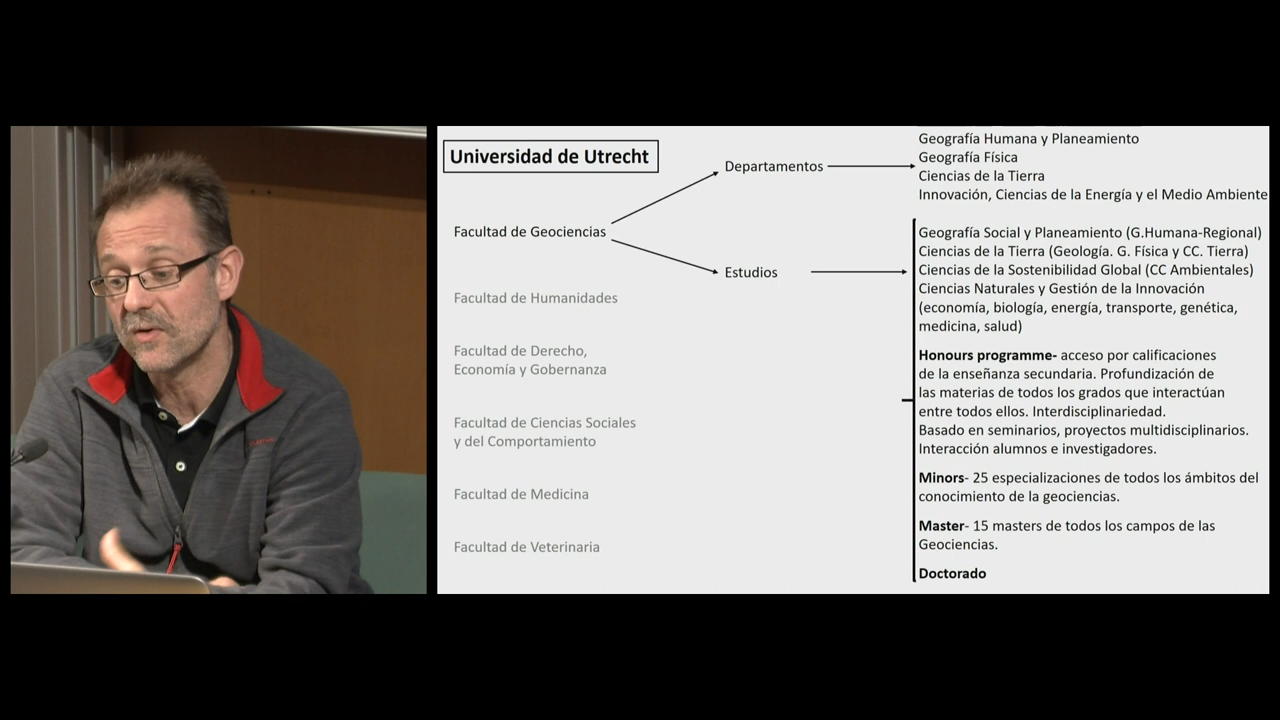 Universidad de Utrecht
Facultad de Geociencias
Departamentos
Geografía Humana y Planeamiento
Geografía Física
Ciencias de la Tierra
Innovación, Ciencias de la Energía y el Medio Ambiente
Estudios
Geografía Social y Planeamiento (G.Humana-Regional)
Ciencias de la Tierra (Geología. G. Física y CC. Tierra)
Ciencias de la Sostenibilidad Global (CC Ambientales)
Ciencias Naturales y Gestión de la Innovación
(economía, biología, energía, transporte, genética,
medicina, salud)
Honours programme- acceso por calificaciones
de la enseñanza secundaria. Profundización de
las materias de todos los grados que interactúan
entre todos ellos. Interdisciplinariedad.
Basado en seminarios, proyectos multidisciplinarios.
Interacción alumnos e investigadores.
Minors- 25 especializaciones de todos los ámbitos del
conocimiento de la geociencias.
Master- 15 masters de todos los campos de las
Geociencias.
Doctorado
Facultad de Humanidades
Facultad de Derecho,
Economía y Gobernanza
Facultad de Ciencias Sociales
y del Comportamiento
Facultad de Medicina
Facultad de Veterinaria